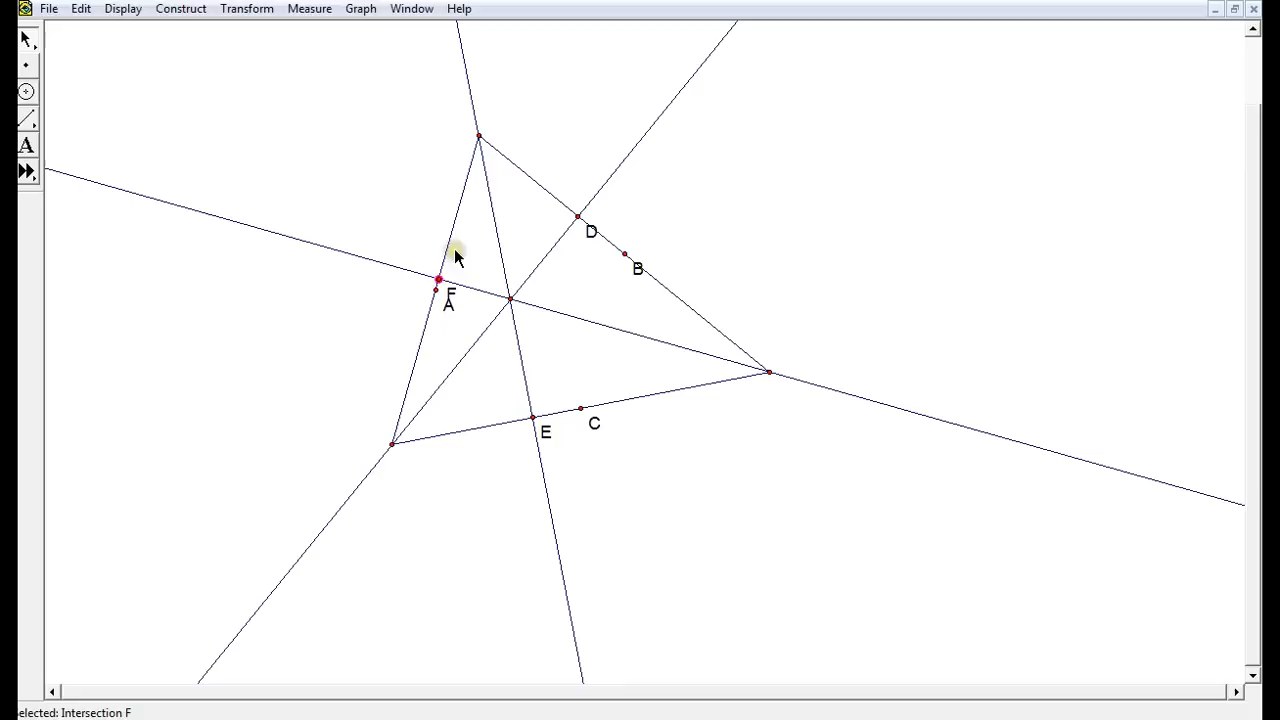 File Edit Display Construct Transform Measure Graph Window Help
A
D
B
F
A
C
E
elected: Intersection F